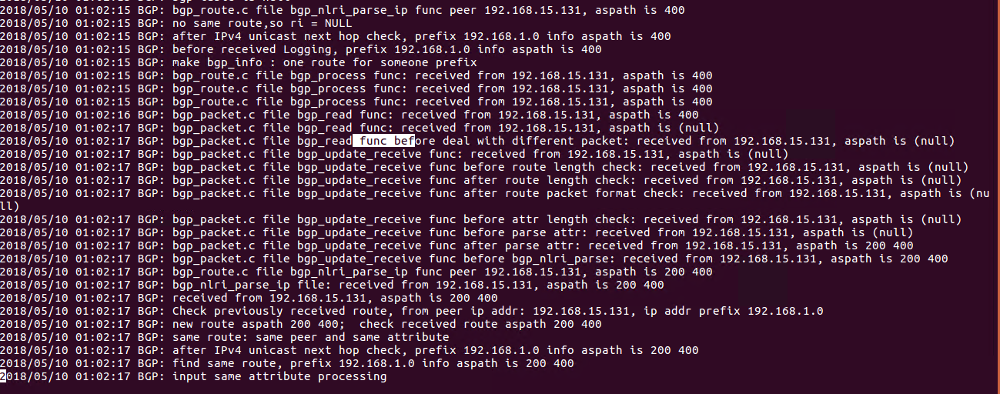 2018/05/10 01:02:15 BGP: bgp_route.c file bgp_nlri_parse_ip func peer 192.168.15.131, aspath is 400
2018/05/10 01:02:15 BGP: no same route,so ri = NULL
2018/05/10 01:02:15 BGP: after IPv4 unicast next hop check, prefix 192.168.1.0 info aspath is 400
2018/05/10 01:02:15 BGP: before received Logging, prefix 192.168.1.0 info aspath is 400
2018/05/10 01:02:15 BGP: make bgp_info : one route for someone prefix
2018/05/10 01:02:15 BGP: bgp_route.c file bgp_process func: received from 192.168.15.131, aspath is 400
2018/05/10 01:02:15 BGP: bgp_route.c file bgp_process func: received from 192.168.15.131, aspath is 400
2018/05/10 01:02:15 BGP: bgp_route.c file bgp_process func: received from 192.168.15.131, aspath is 400
2018/05/10 01:02:16 BGP: bgp_packet.c file bgp_read func: received from 192.168.15.131, aspath is 400
2018/05/10 01:02:17 BGP: bgp_packet.c file bgp_read func: received from 192.168.15.131, aspath is (null)
2018/05/10 01:02:17 BGP: bgp_packet.c file bgp_read func before deal with different packet: received from 192.168.15.131, aspath is (null)
2018/05/10 01:02:17 BGP: bgp_packet.c file bgp_update_receive func: received from 192.168.15.131, aspath is (null)
2018/05/10 01:02:17 BGP: bgp_packet.c file bgp_update_receive func before route length check: received from 192.168.15.131, aspath is (null)
2018/05/10 01:02:17 BGP: bgp_packet.c file bgp_update_receive func after route length check: received from 192.168.15.131, aspath is (null)
2018/05/10 01:02:17 BGP: bgp_packet.c file bgp_update_receive func after route packet format check: received from 192.168.15.131, aspath is (nu
ll)
2018/05/10 01:02:17 BGP: bgp_packet.c file bgp_update_receive func before attr length check: received from 192.168.15.131, aspath is (null)
2018/05/10 01:02:17 BGP: bgp_packet.c file bgp_update_receive func before parse attr: received from 192.168.15.131, aspath is (null)
2018/05/10 01:02:17 BGP: bgp_packet.c file bgp_update_receive func after parse attr: received from 192.168.15.131, aspath is 200 400
2018/05/10 01:02:17 BGP: bgp_packet.c file bgp_update_receive func before bgp_nlri_parse: received from 192.168.15.131, aspath is 200 400
2018/05/10 01:02:17 BGP: bgp_route.c file bgp_nlri_parse_ip func peer 192.168.15.131, aspath is 200 400
2018/05/10 01:02:17 BGP: bgp_nlri_parse_ip file: received from 192.168.15.131, aspath is 200 400
2018/05/10 01:02:17 BGP: received from 192.168.15.131, aspath is 200 400
2018/05/10 01:02:17 BGP: Check previously received route, from peer ip addr: 192.168.15.131, ip addr prefix 192.168.1.0
2018/05/10 01:02:17 BGP: new route aspath 200 400;  check received route aspath 200 400
2018/05/10 01:02:17 BGP: same route: same peer and same attribute
2018/05/10 01:02:17 BGP: after IPv4 unicast next hop check, prefix 192.168.1.0 info aspath is 200 400
2018/05/10 01:02:17 BGP: find same route, prefix 192.168.1.0 info aspath is 200 400
2018/05/10 01:02:17 BGP: input same attribute processing